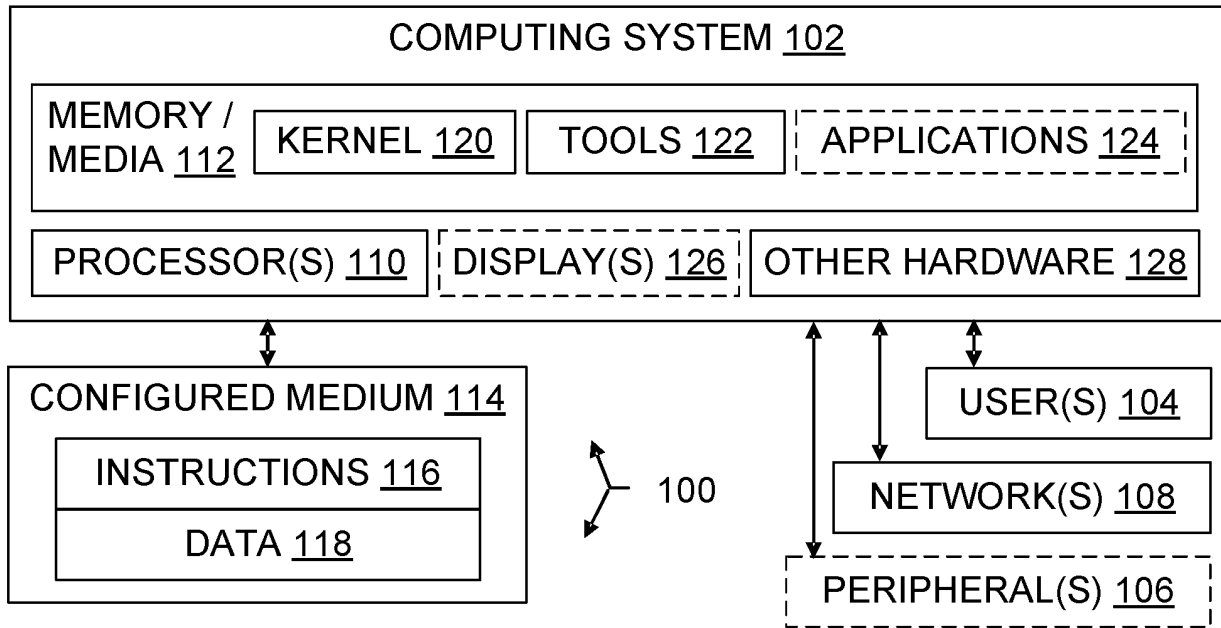 COMPUTING SYSTEM 102
MEMORY /
MEDIA 112
KERNEL 120
TOOLS 122
APPLICATIONS 124
PROCESSOR(S) 110
DISPLAY(S) 126
OTHER HARDWARE 128
CONFIGURED MEDIUM 114
INSTRUCTIONS 116
DATA 118
100
USER(S) 104
NETWORK(S) 108
PERIPHERAL(S) 106